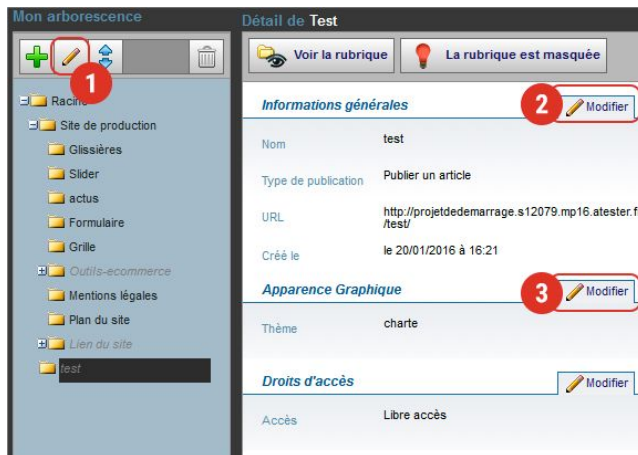 Mon arborescence
1
Racine
Site de production
Glissières
Slider
actus
Formulaire
Grille
Outils-ecommerce
Mentions légales
Plan du site
Lien du site
test
Détail de Test
Voir la rubrique
La rubrique est masquée
Informations générales
2
Modifier
Nom
test
Type de publication
Publier un article
URL
http://projetdedemarrage.s12079.mp16.atester.f
/test/
Créé le
le 20/01/2016 à 16:21
Apparence Graphique
3
Modifier
Thème
charte
Droits d'accès
Modifier
Accès
Libre accès